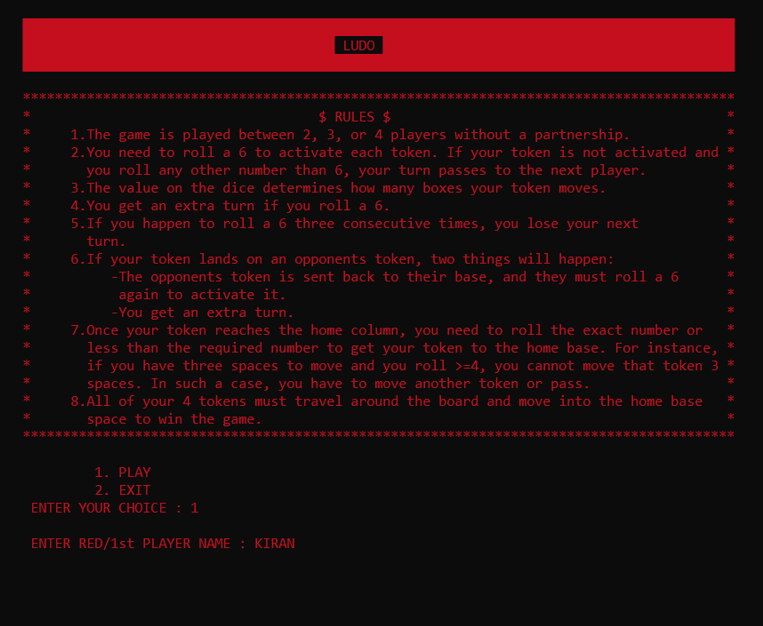 LUDO
*****************************************************************************************
* $ RULES $ *
* 1.The game is played between 2, 3, or 4 players without a partnership. *
* 2.You need to roll a 6 to activate each token. If your token is not activated and *
* you roll any other number than 6, your turn passes to the next player. *
* 3.The value on the dice determines how many boxes your token moves. *
* 4.You get an extra turn if you roll a 6. *
* 5.If you happen to roll a 6 three consecutive times, you lose your next *
* turn. *
* 6.If your token lands on an opponents token, two things will happen: *
* -The opponents token is sent back to their base, and they must roll a 6 *
* again to activate it. *
* -You get an extra turn. *
* 7.Once your token reaches the home column, you need to roll the exact number or *
* less than the required number to get your token to the home base. For instance, *
* if you have three spaces to move and you roll >=4, you cannot move that token 3 *
* spaces. In such a case, you have to move another token or pass. *
* 8.All of your 4 tokens must travel around the board and move into the home base *
* space to win the game. *
*****************************************************************************************
1. PLAY
2. EXIT
ENTER YOUR CHOICE : 1
ENTER RED/1st PLAYER NAME : KIRAN